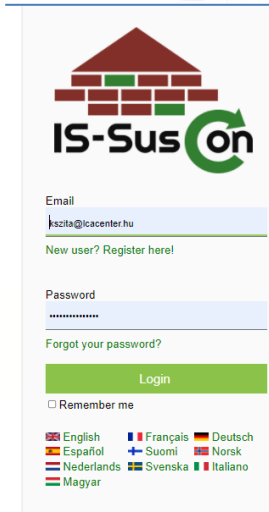 IS-SusCon
Email
kszita@lcacenter.hu
New user? Register here!
Password
Forgot your password?
Login
Remember me
English Français Deutsch
Español Suomi Norsk
Nederlands Svenska Italiano
Magyar